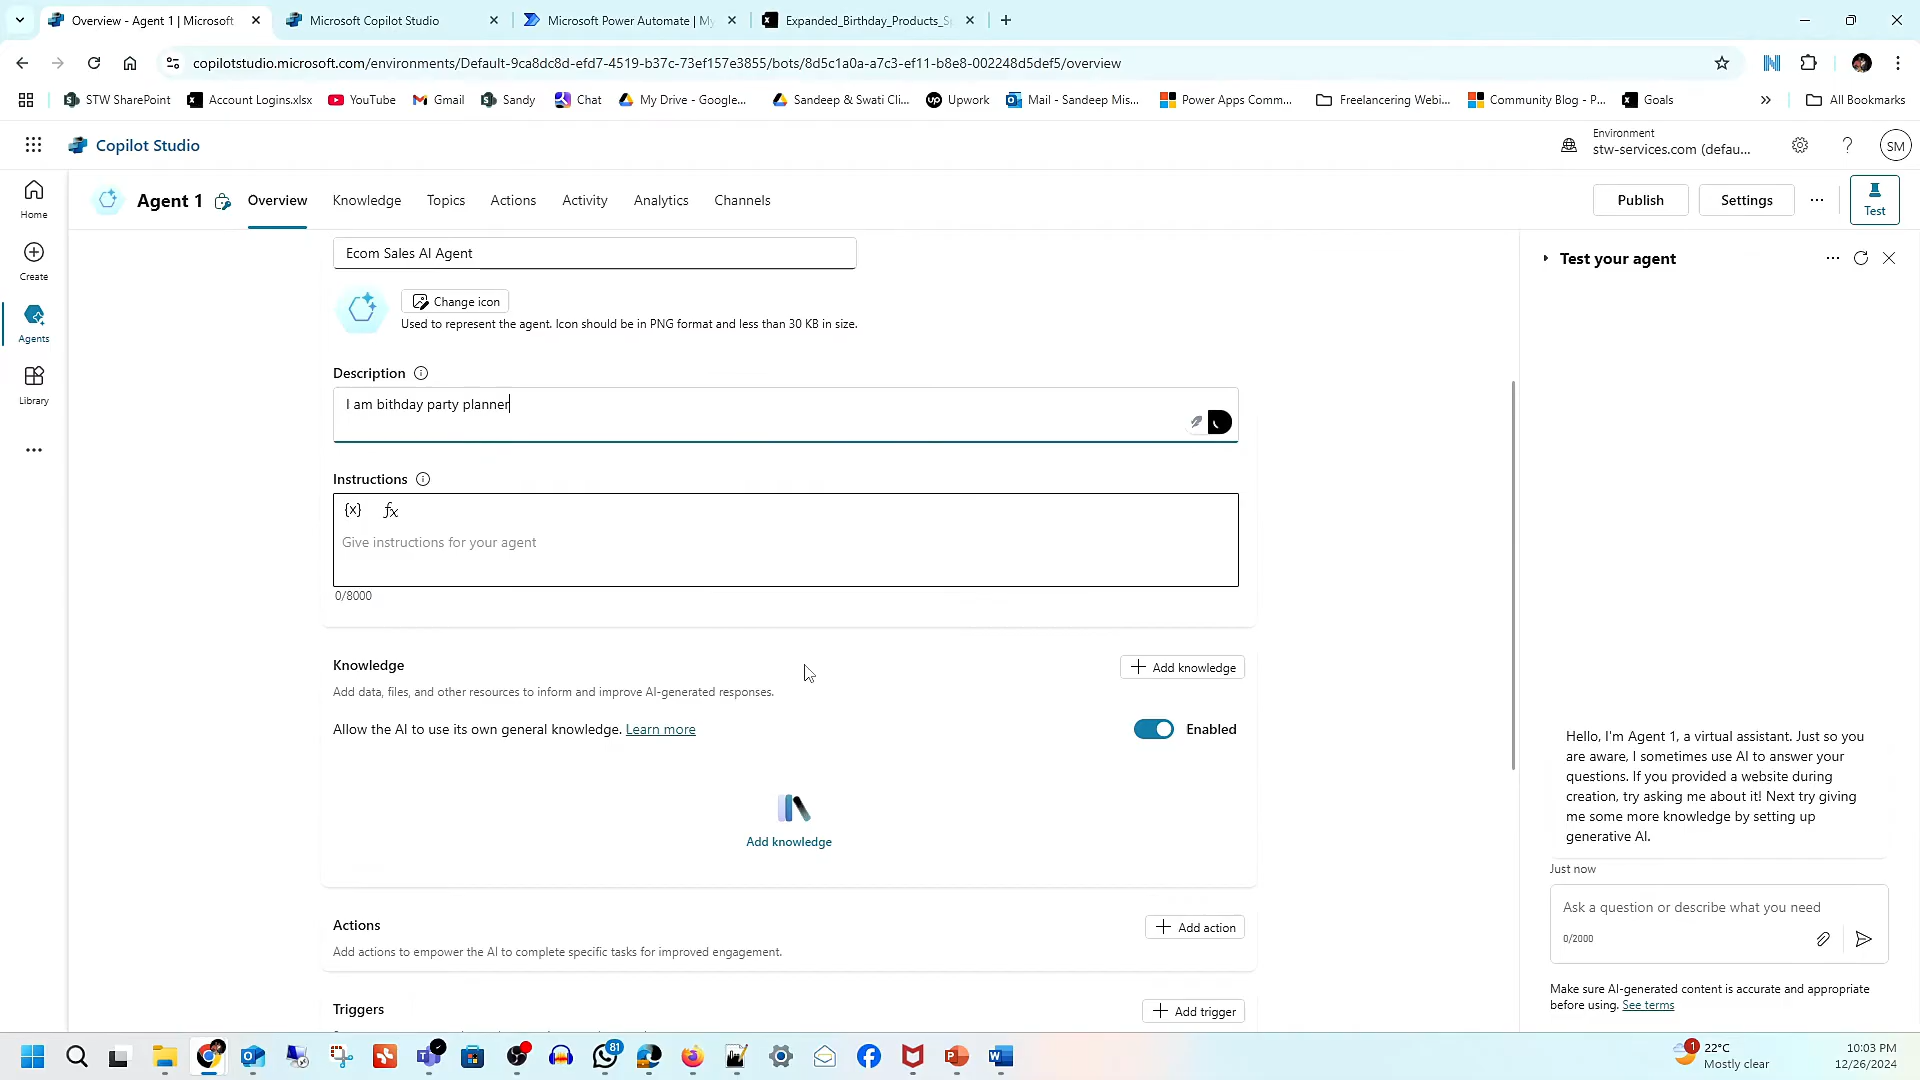 Overview - Agent 1 | Microsoft
Microsoft Copilot Studio
Microsoft Power Automate | My
Expanded_Birthday_Products_S
copilotstudio.microsoft.com/environments/Default-9ca8dc8d-efd7-4519-b37c-73ef157e3855/bots/8d5c1a0a-a7c3-ef11-b8e8-002248d5def5/overview
STW SharePoint
Account Logins.xlsx
YouTube
Gmail
Sandy
Chat
My Drive - Google...
Sandeep & Swati Cli...
Upwork
Mail - Sandeep Mis...
Power Apps Comm...
Freelancering Webi...
Community Blog - P...
Goals
All Bookmarks
Copilot Studio
Environment
stw-services.com (defau...
SM
Home
Create
Agents
Library
Agent 1
Overview
Knowledge
Topics
Actions
Activity
Analytics
Channels
Publish
Settings
Test
Ecom Sales AI Agent
Change icon
Used to represent the agent. Icon should be in PNG format and less than 30 KB in size.
Description
I am bithday party planner
Instructions
{x} fx
Give instructions for your agent
0/8000
Knowledge
Add knowledge
Add data, files, and other resources to inform and improve AI-generated responses.
Allow the AI to use its own general knowledge. Learn more
Enabled
Add knowledge
Actions
Add action
Add actions to empower the AI to complete specific tasks for improved engagement.
Triggers
Add trigger
Test your agent
Hello, I'm Agent 1, a virtual assistant. Just so you
are aware, I sometimes use AI to answer your
questions. If you provided a website during
creation, try asking me about it! Next try giving
me some more knowledge by setting up
generative AI.
Just now
Ask a question or describe what you need
0/2000
Make sure AI-generated content is accurate and appropriate
before using. See terms
81
1
22°C
Mostly clear
10:03 PM
12/26/2024